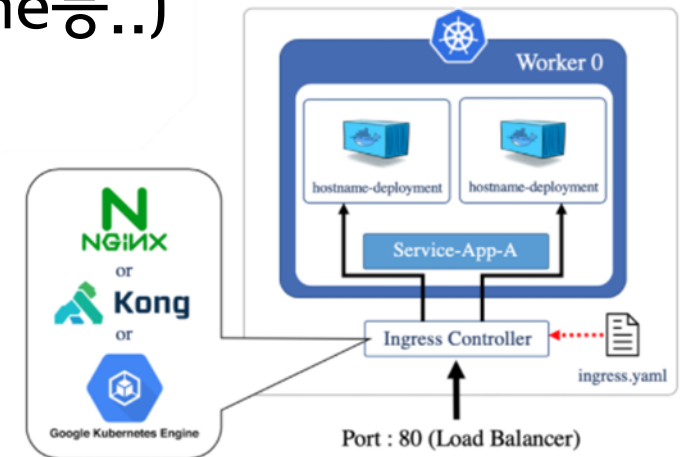 ne등..)
Worker 0
hostname-deployment
hostname-deployment
Service-App-A
NGINX
or
Kong
or
Google Kubernetes Engine
Ingress Controller
ingress.yaml
Port : 80 (Load Balancer)